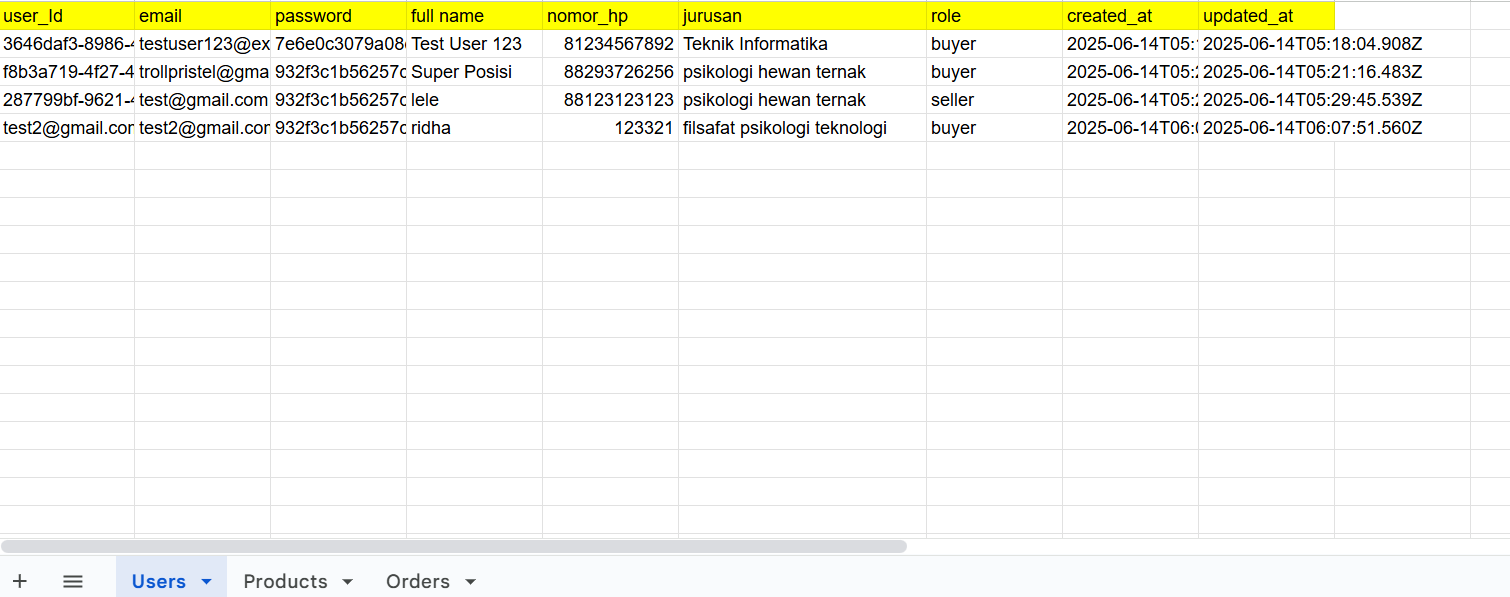 user_Id email password full name nomor_hp jurusan role created_at updated_at
3646daf3-8986-4 testuser123@ex 7e6e0c3079a08 Test User 123 81234567892 Teknik Informatika buyer 2025-06-14T05: 2025-06-14T05:18:04.908Z
f8b3a719-4f27-4 trollpristel@gma 932f3c1b56257c Super Posisi 88293726256 psikologi hewan ternak buyer 2025-06-14T05:2 2025-06-14T05:21:16.483Z
287799bf-9621-4 test@gmail.com 932f3c1b56257c lele 88123123123 psikologi hewan ternak seller 2025-06-14T05:2 2025-06-14T05:29:45.539Z
test2@gmail.com test2@gmail.com 932f3c1b56257c ridha 123321 filsafat psikologi teknologi buyer 2025-06-14T06:0 2025-06-14T06:07:51.560Z
Users Products Orders